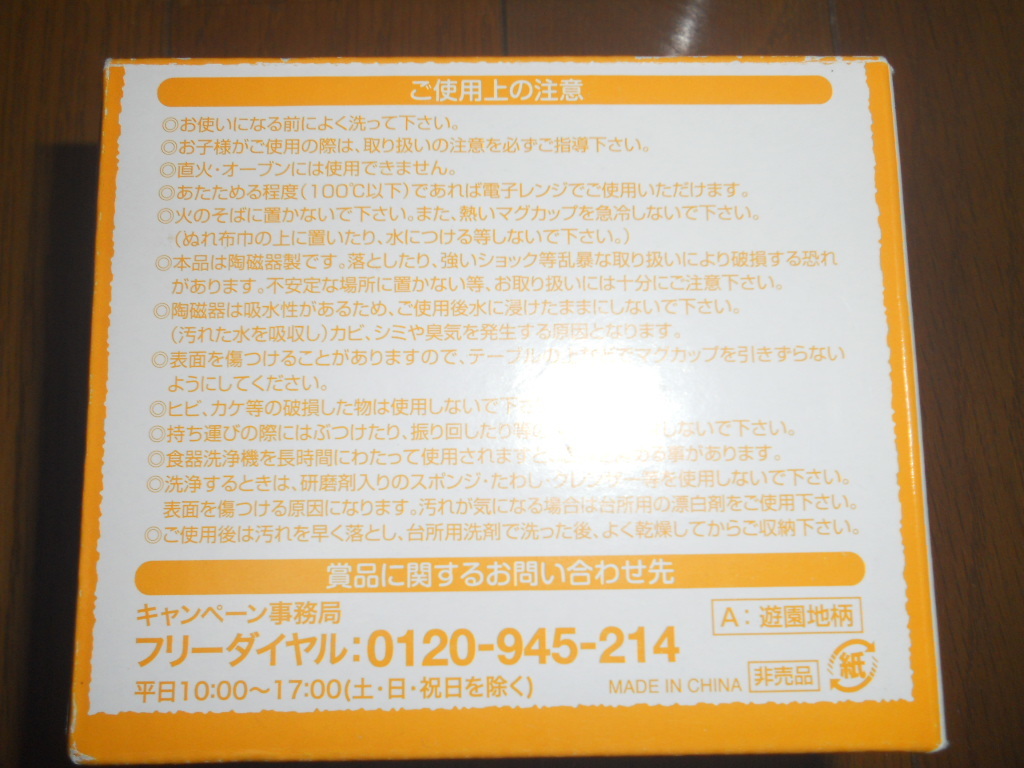 ご使用上の注意
◎お使いになる前によく洗って下さい。
◎お子様がご使用の際は、取り扱いの注意を必ずご指導下さい。
◎直火・オーブンには使用できません。
◎あたためる程度(100℃以下)であれば電子レンジでご使用いただけます。
◎火のそばに置かないで下さい。また、熱いマグカップを急冷しないで下さい。
(ぬれ布巾の上に置いたり、水につける等しないで下さい。)
◎本品は陶磁器製です。落としたり、強いショック等乱暴な取り扱いにより破損する恐れ
があります。不安定な場所に置かない等、お取り扱いには十分にご注意下さい。
◎陶磁器は吸水性があるため、ご使用後水に浸けたままにしないで下さい。
(汚れた水を吸収し)カビ、シミや臭気を発生する原因となります。
◎表面を傷つけることがありますので、テーブルの上などでマグカップを引きずらない
ようにしてください。
◎ヒビ、カケ等の破損した物は使用しないで下さ
◎持ち運びの際にはぶつけたり、振り回したり等 しないで下さい。
◎食器洗浄機を長時間にわたって使用されますと、 事があります。
◎洗浄するときは、研磨剤入りのスポンジ・たわし・クレンザー等を使用しないで下さい。
表面を傷つける原因になります。汚れが気になる場合は台所用の漂白剤をご使用下さい。
◎ご使用後は汚れを早く落とし、台所用洗剤で洗った後、よく乾燥してからご収納下さい。
賞品に関するお問い合わせ先
キャンペーン事務局
フリーダイヤル:0120-945-214
平日10:00～17:00(土・日・祝日を除く)
A:遊園地柄
MADE IN CHINA 非売品 紙